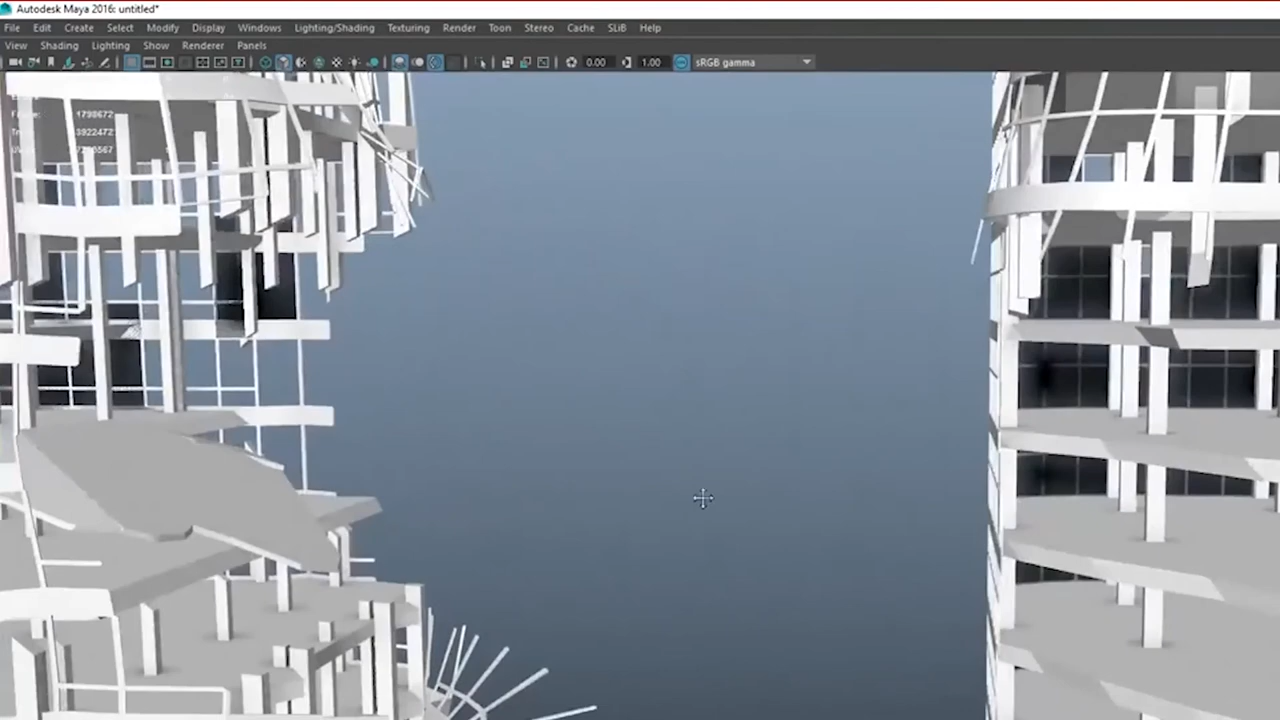 Autodesk Maya 2016: untitled*
File Edit Create Select Modify Display Windows Lighting/Shading Texturing Render Toon Stereo Cache SLiB Help
View Shading Lighting Show Renderer Panels
0.00 1.00 sRGB gamma